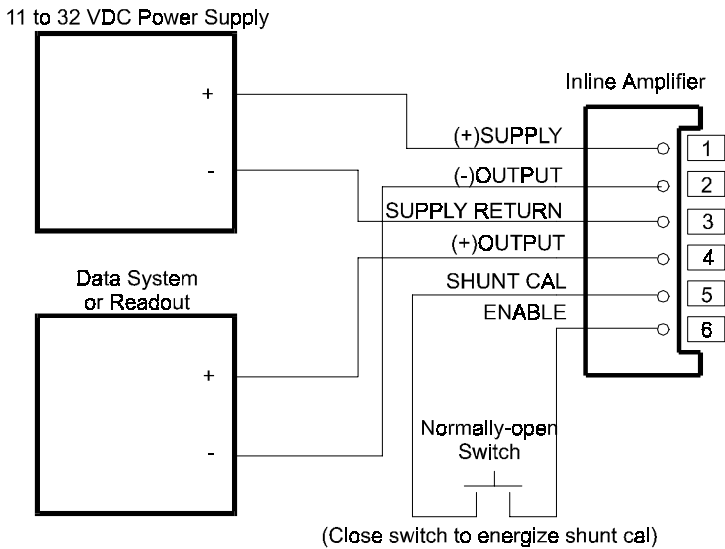 11 to 32 VDC Power Supply
+
-
Inline Amplifier
(+)SUPPLY
1
(-)OUTPUT
2
SUPPLY RETURN
3
(+)OUTPUT
4
SHUNT CAL
5
ENABLE
6
Data System
or Readout
+
-
Normally-open
Switch
(Close switch to energize shunt cal)